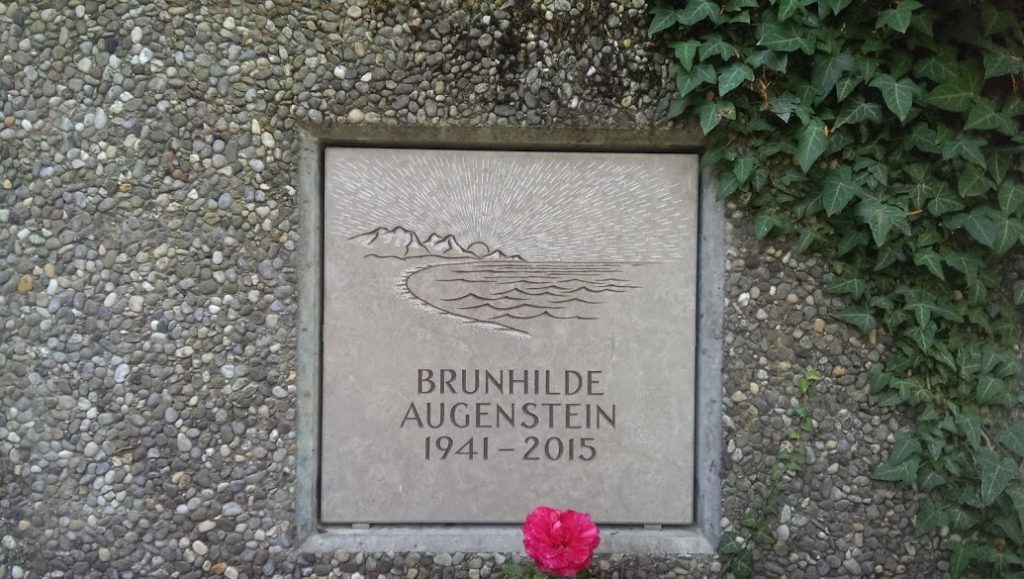 BRUNHILDE
AUGENSTEIN
1941 – 2015